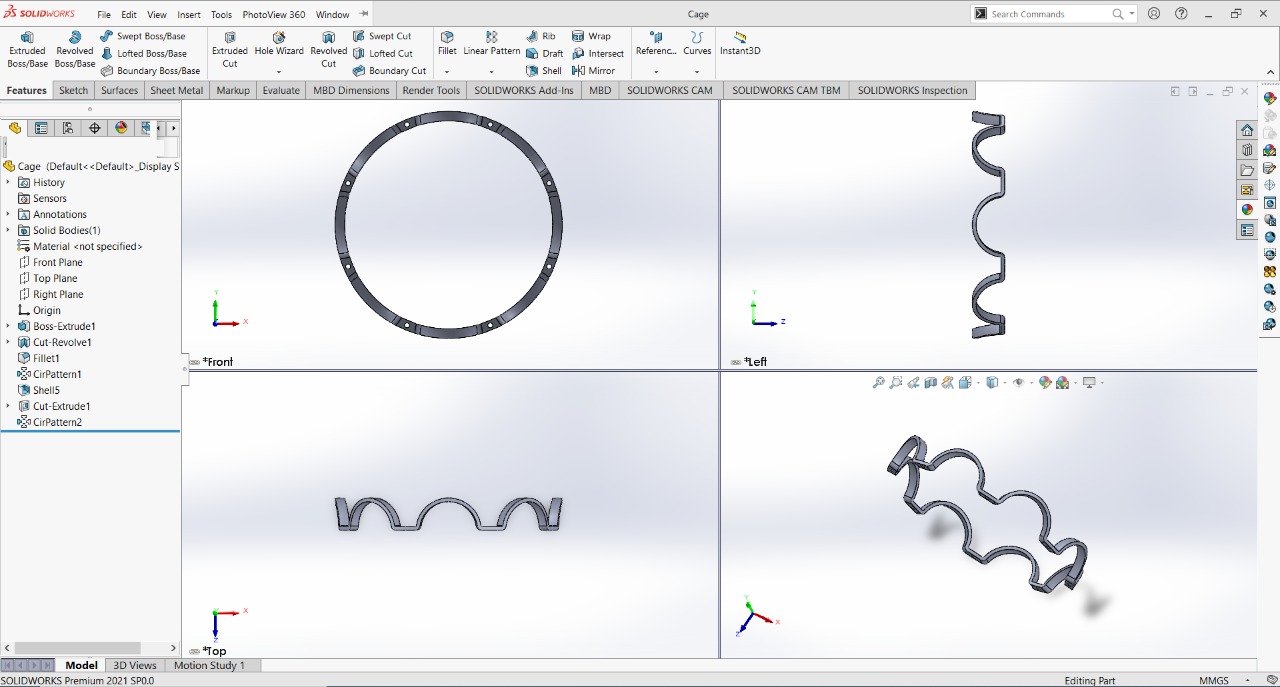 SOLIDWORKS File Edit View Insert Tools PhotoView 360 Window Cage Search Commands
Extruded Boss/Base Revolved Boss/Base Swept Boss/Base Lofted Boss/Base Boundary Boss/Base Extruded Cut Hole Wizard Revolved Cut Swept Cut Lofted Cut Boundary Cut Fillet Linear Pattern Rib Draft Shell Wrap Intersect Mirror Referenc... Curves Instant3D
Features Sketch Surfaces Sheet Metal Markup Evaluate MBD Dimensions Render Tools SOLIDWORKS Add-Ins MBD SOLIDWORKS CAM SOLIDWORKS CAM TBM SOLIDWORKS Inspection
Cage (Default<<Default>_Display S
History
Sensors
Annotations
Solid Bodies(1)
Material <not specified>
Front Plane
Top Plane
Right Plane
Origin
Boss-Extrude1
Cut-Revolve1
Fillet1
CirPattern1
Shell5
Cut-Extrude1
CirPattern2
Y
X
*Front
Y
Z
*Left
X
Z
*Top
Y
X
Z
Model 3D Views Motion Study 1
SOLIDWORKS Premium 2021 SP0.0 Editing Part MMGS